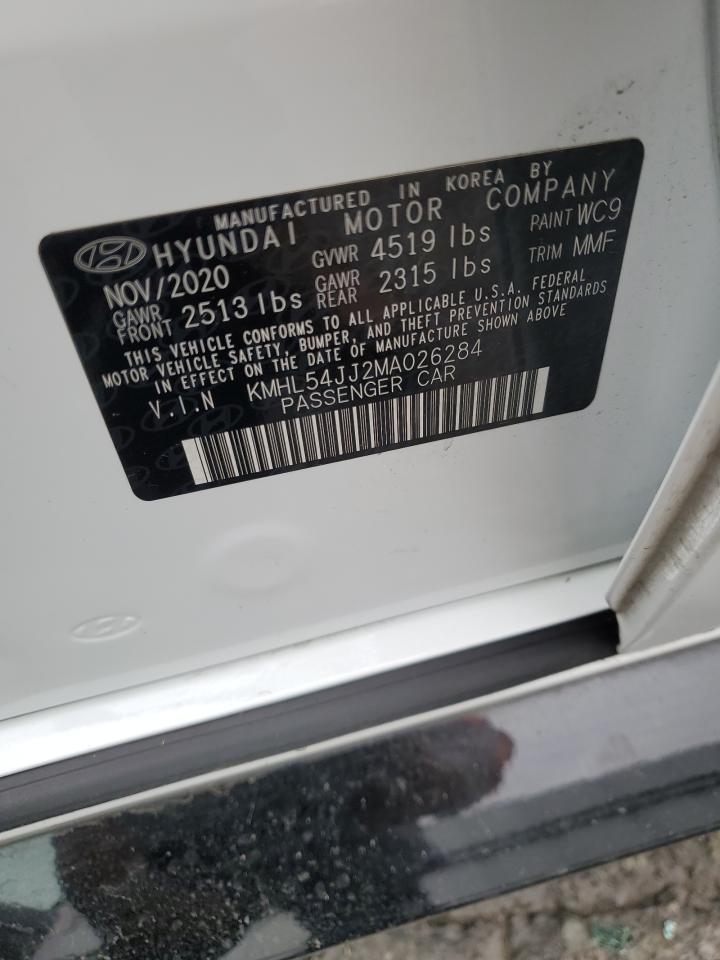 MANUFACTURED IN KOREA BY
HYUNDAI MOTOR COMPANY
NOV/2020 GVWR 4519 lbs PAINT WC9
GAWR FRONT 2513 lbs GAWR REAR 2315 lbs TRIM MMF
THIS VEHICLE CONFORMS TO ALL APPLICABLE U.S.A. FEDERAL
MOTOR VEHICLE SAFETY, BUMPER, AND THEFT PREVENTION STANDARDS
IN EFFECT ON THE DATE OF MANUFACTURE SHOWN ABOVE
V.I.N KMHL54JJ2MA026284
PASSENGER CAR